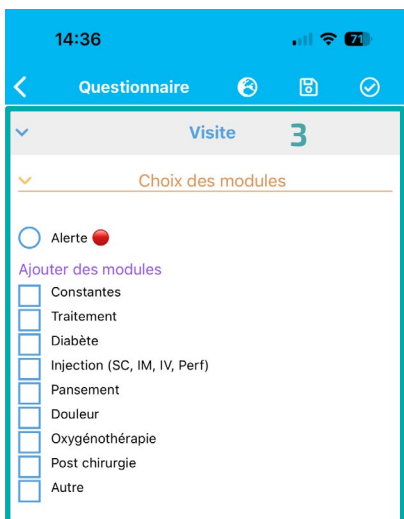 14:36 71
Questionnaire
Visite 3
Choix des modules
Alerte
Ajouter des modules
Constantes
Traitement
Diabète
Injection (SC, IM, IV, Perf)
Pansement
Douleur
Oxygénothérapie
Post chirurgie
Autre